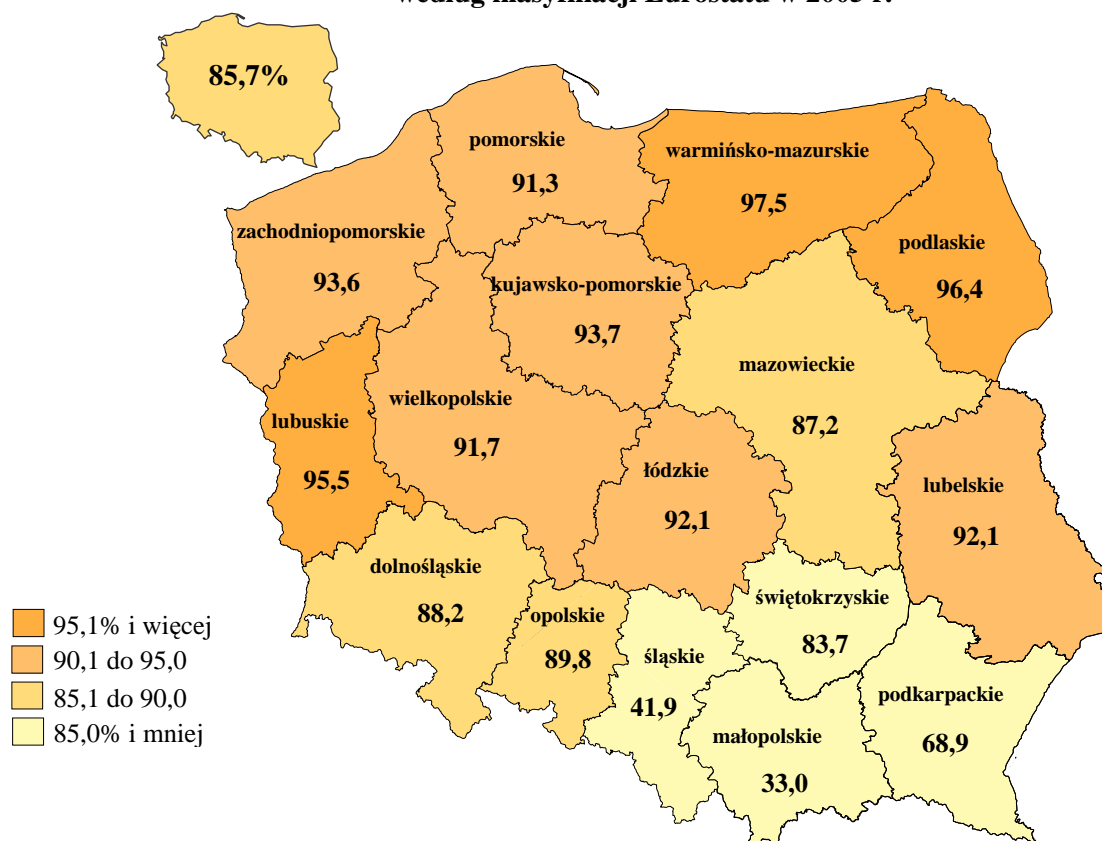 według klasyfikacji Eurostatu w r.
85,7%
pomorskie
91,3
warmińsko-mazurskie
97,5
zachodniopomorskie
93,6
podlaskie
96,4
kujawsko-pomorskie
93,7
mazowieckie
87,2
wielkopolskie
91,7
lubuskie
95,5
łódzkie
92,1
lubelskie
92,1
dolnośląskie
88,2
opolskie
89,8
świętokrzyskie
83,7
śląskie
41,9
podkarpackie
68,9
małopolskie
33,0
95,1% i więcej
90,1 do 95,0
85,1 do 90,0
85,0% i mniej